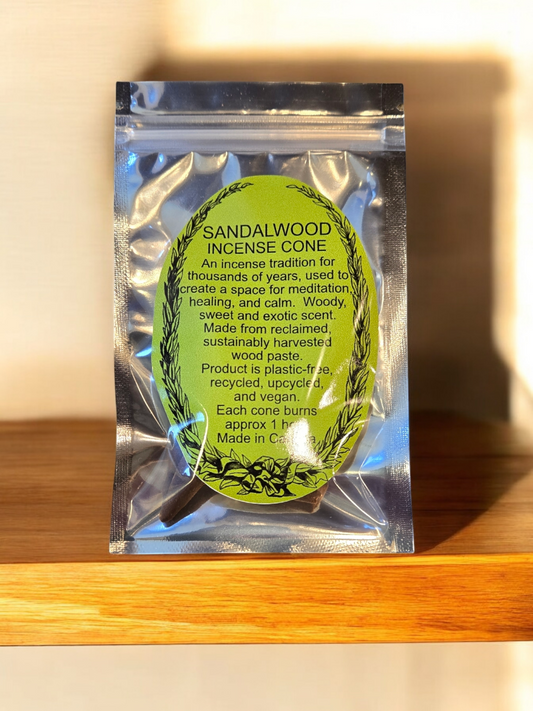 SANDALWOOD
INCENSE CONE
An incense tradition for
thousands of years, used to
create a space for meditation,
healing, and calm. Woody,
sweet and exotic scent.
Made from reclaimed,
sustainably harvested
wood paste.
Product is plastic-free,
recycled, upcycled,
and vegan.
Each cone burns
approx 1
Made in